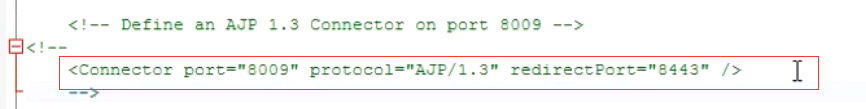 <!-- Define an AJP 1.3 Connector on port 8009 -->
<!--
<Connector port="8009" protocol="AJP/1.3" redirectPort="8443" />
-->